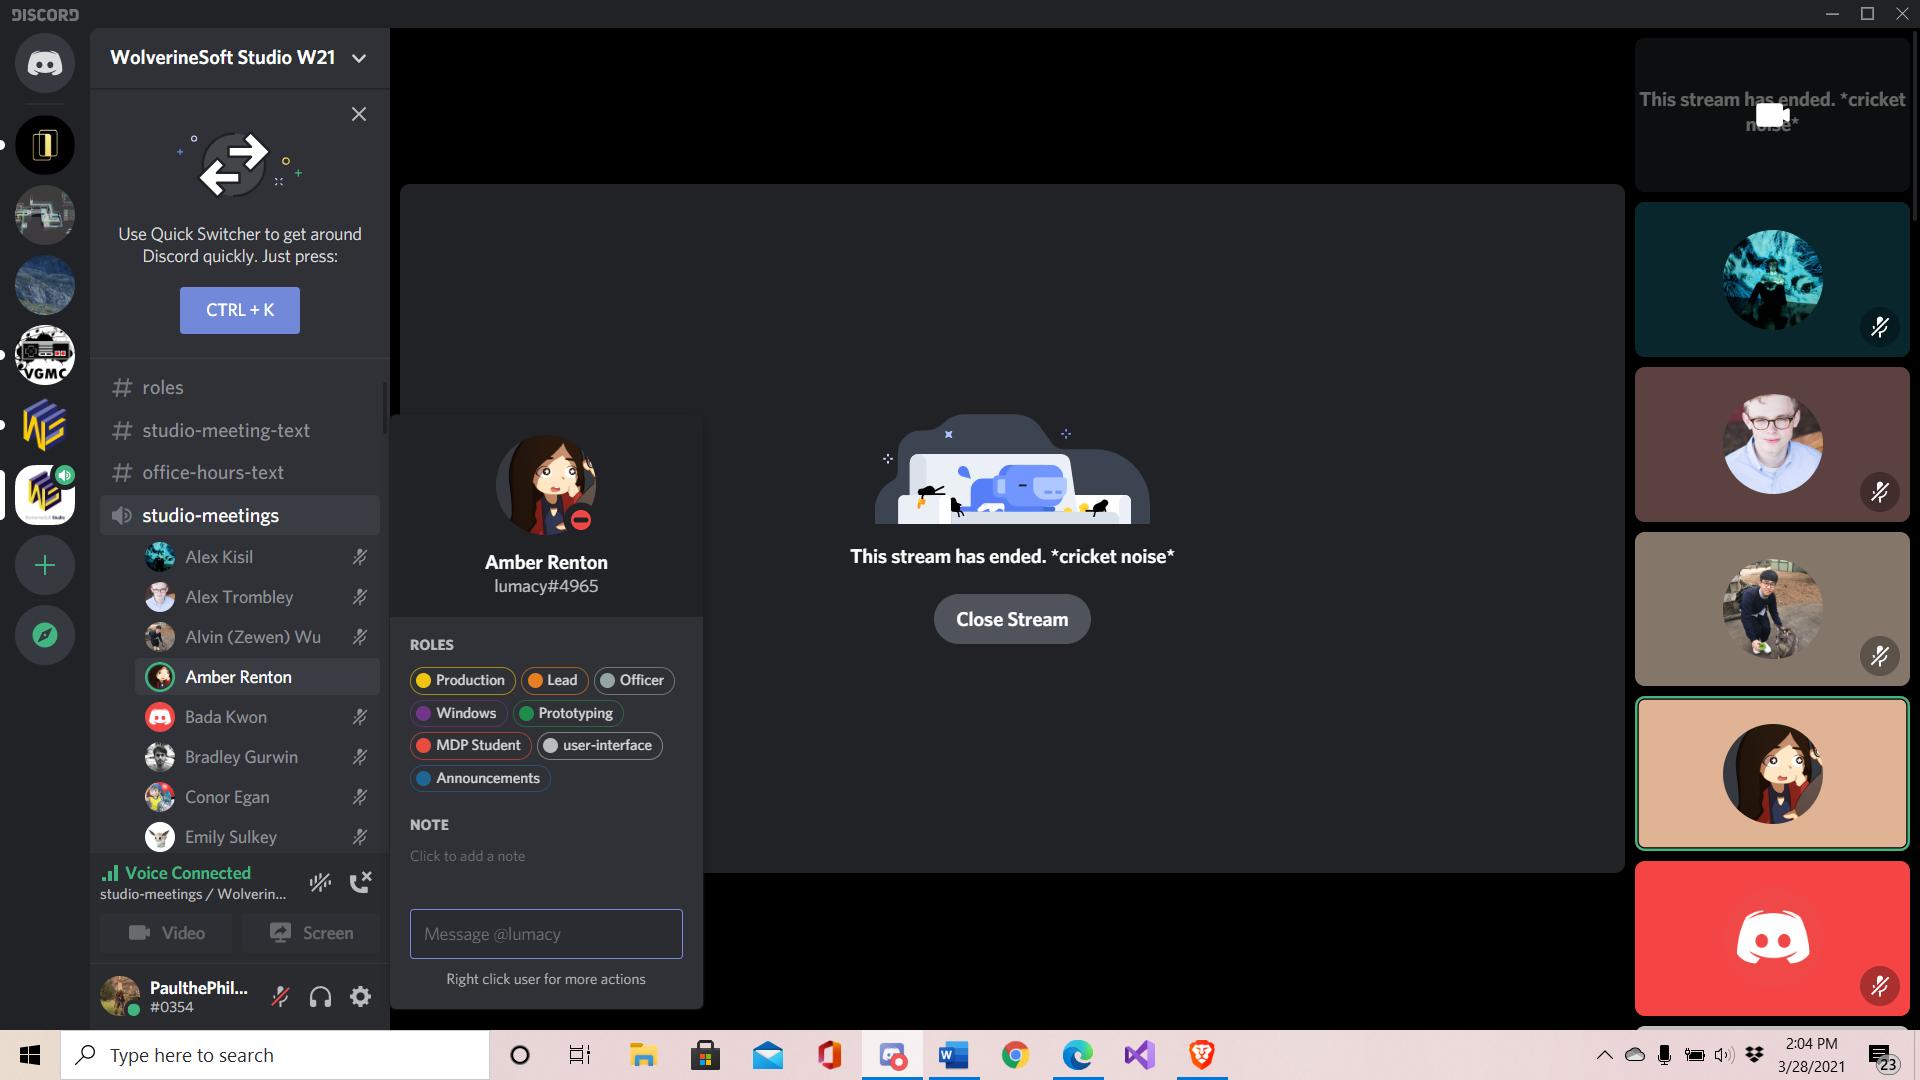 DISCORD
WolverineSoft Studio W21
Use Quick Switcher to get around
Discord quickly. Just press:
CTRL + K
VGMC
# roles
# studio-meeting-text
# office-hours-text
studio-meetings
Alex Kisil
Alex Trombley
Alvin (Zewen) Wu
Amber Renton
Bada Kwon
Bradley Gurwin
Conor Egan
Emily Sulkey
Voice Connected
studio-meetings / Wolverin...
Video
Screen
PaulthePhil...
#0354
Amber Renton
lumacy#4965
ROLES
Production
Lead
Officer
Windows
Prototyping
MDP Student
user-interface
Announcements
NOTE
Click to add a note
Message @lumacy
Right click user for more actions
This stream has ended. *cricket noise*
Close Stream
This stream has ended. *cricket
noise*
Type here to search
2:04 PM
3/28/2021
23